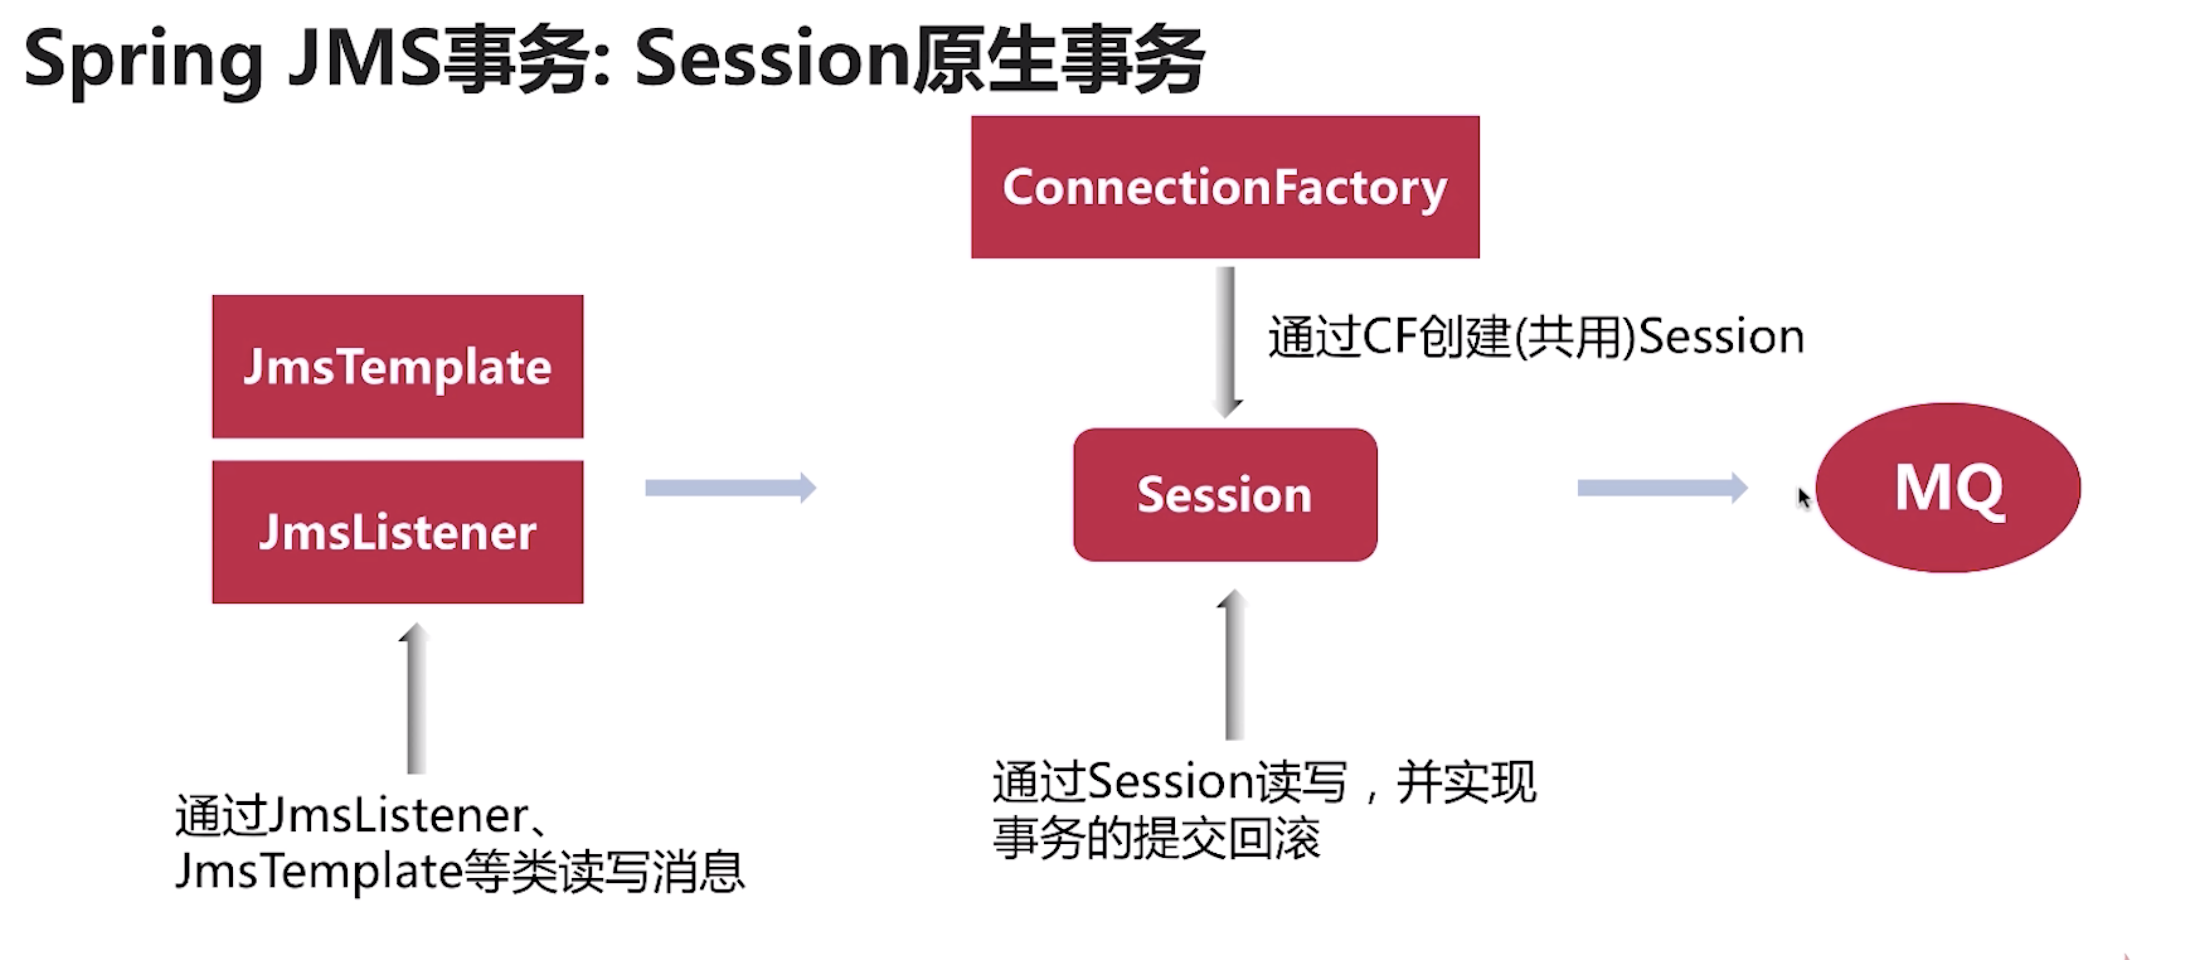 Spring JMS事务: Session原生事务
ConnectionFactory
通过CF创建(共用)Session
JmsTemplate
JmsListener
Session
MQ
通过JmsListener、
JmsTemplate等类读写消息
通过Session读写，并实现
事务的提交回滚